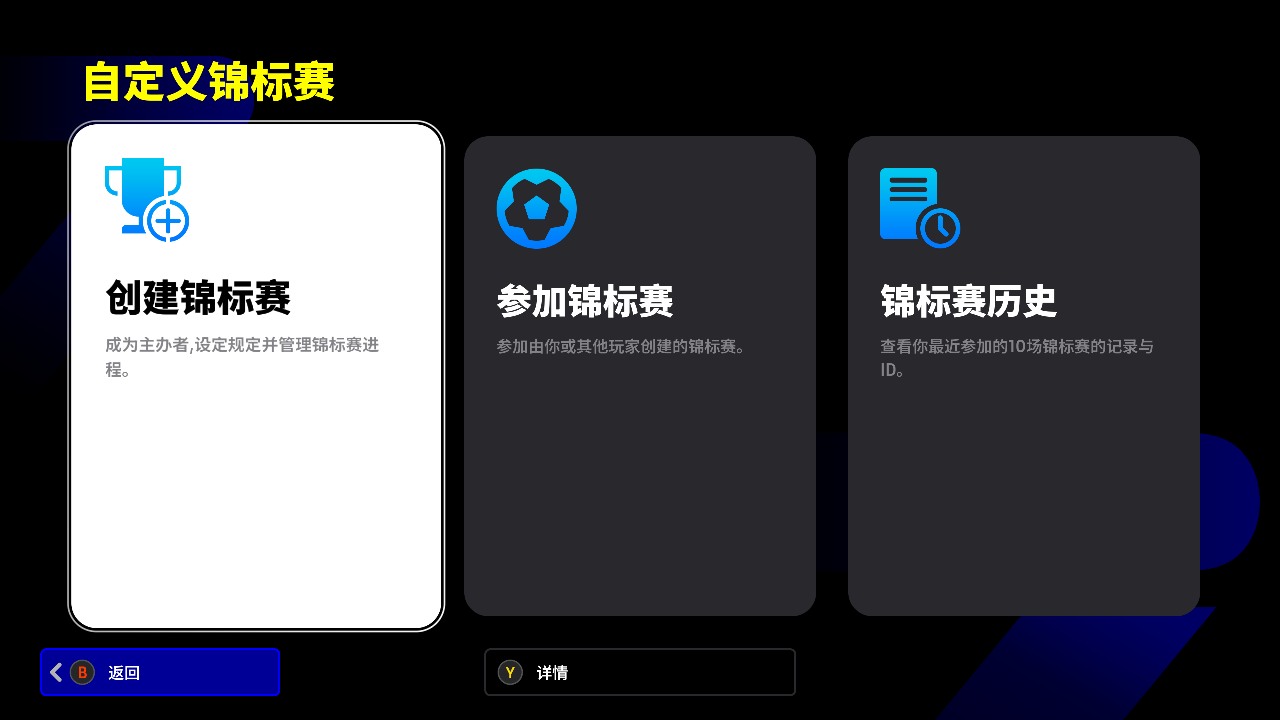 自定义锦标赛
创建锦标赛
成为主办者,设定规定并管理锦标赛进
程。
参加锦标赛
参加由你或其他玩家创建的锦标赛。
锦标赛历史
查看你最近参加的10场锦标赛的记录与
ID。
B 返回
Y 详情